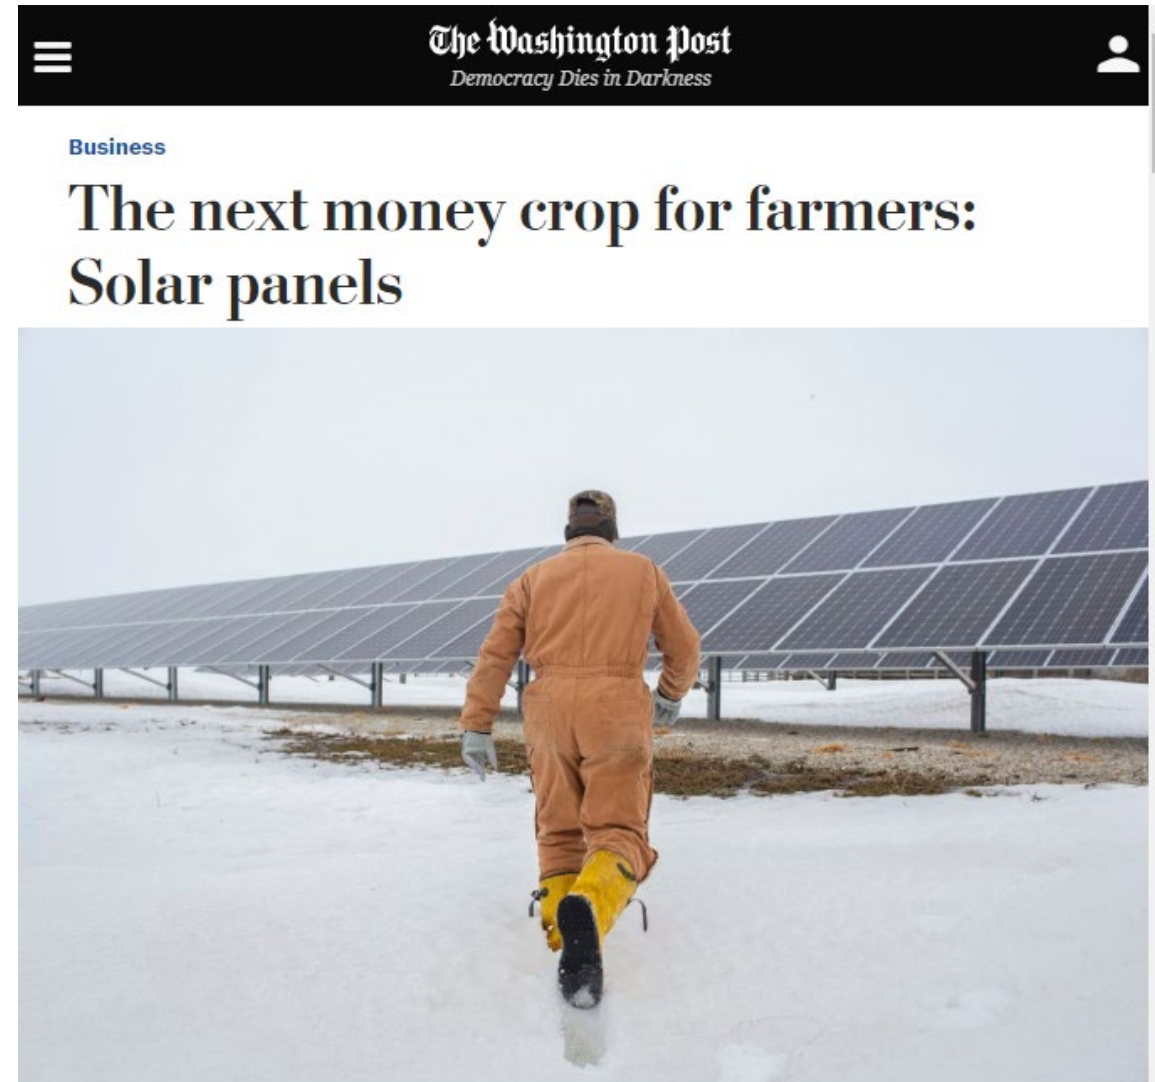 The Washington Post
Democracy Dies in Darkness
Business
The next money crop for farmers:
Solar panels